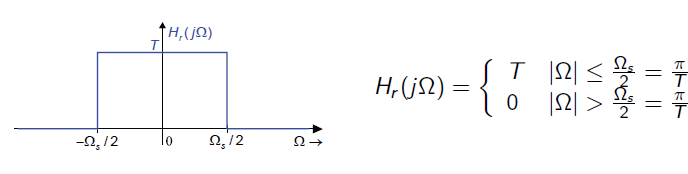 H_r(jΩ)
T
−Ω_s/2
0
Ω_s/2
Ω→
H_r(jΩ) = { T |Ω| ≤ Ω_s/2 = π/T
0 |Ω| > Ω_s/2 = π/T